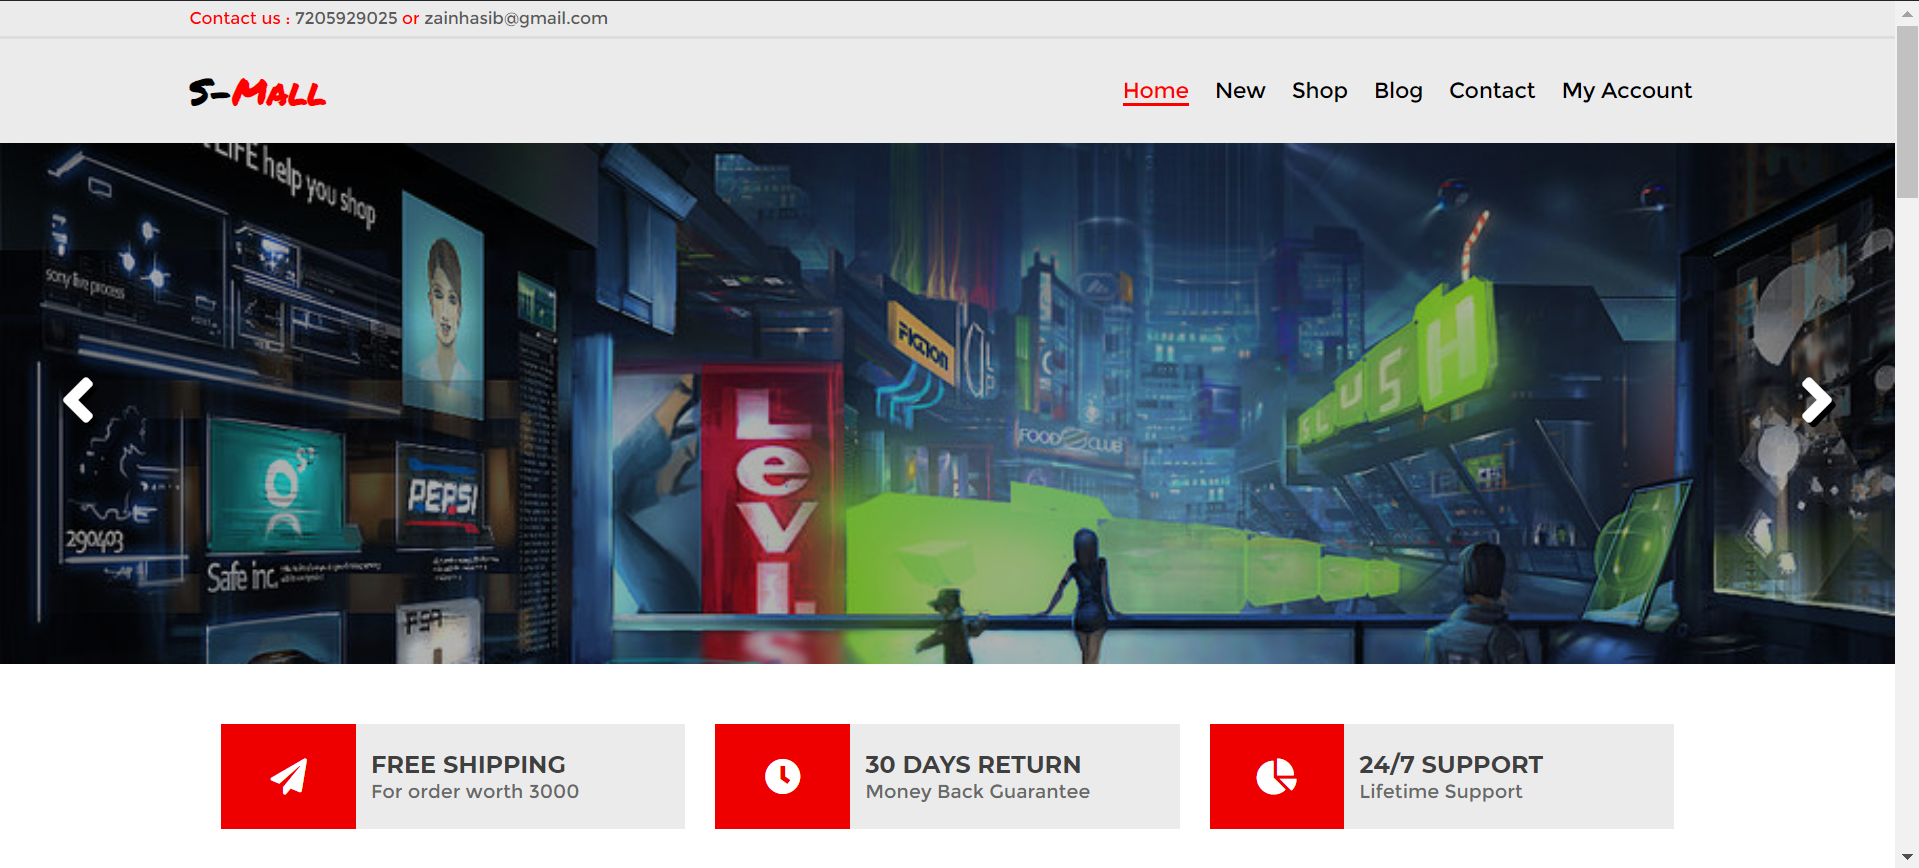 Contact us : 7205929025 or zainhasib@gmail.com
S-Mall
Home New Shop Blog Contact My Account
LIFE help you shop
sony live process
FICTION
SLUSH
FOOD CLUB
Levi's
PEPSI
290403
Safe inc.
FREE SHIPPING
For order worth 3000
30 DAYS RETURN
Money Back Guarantee
24/7 SUPPORT
Lifetime Support